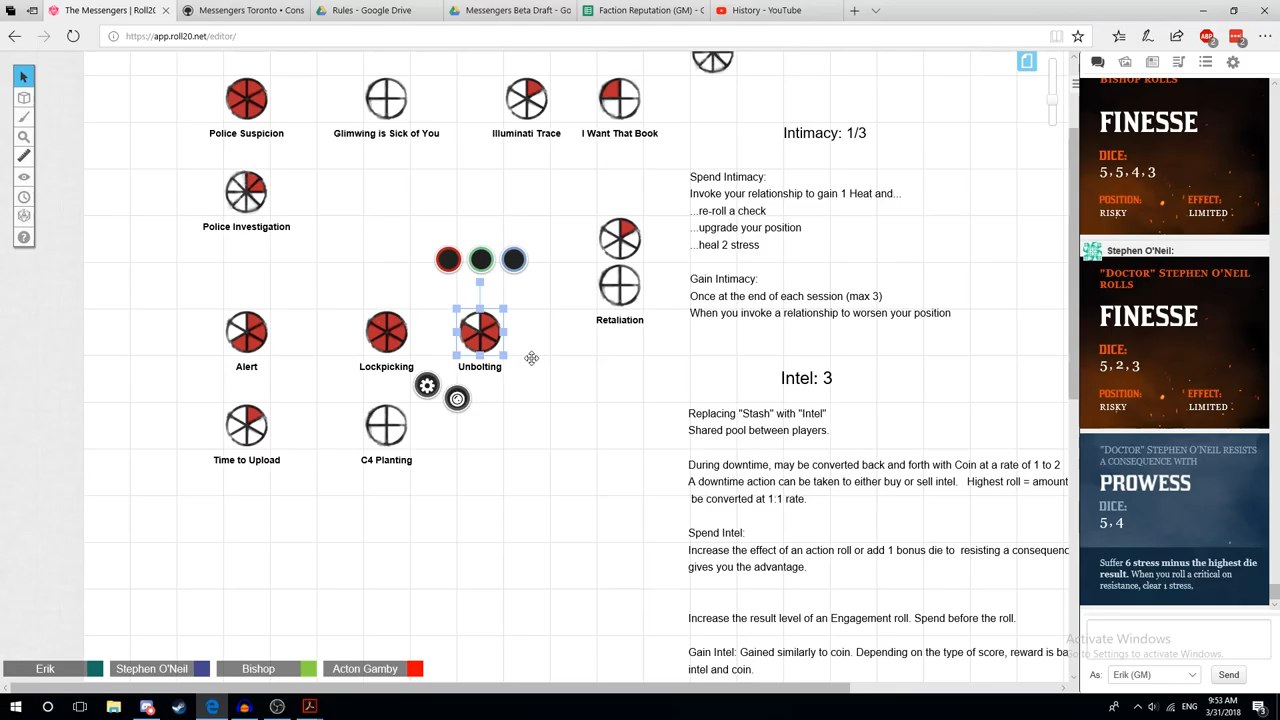 The Messengers | Roll20
Messengers Toronto • Cons
Rules - Google Drive
Messengers Beta Draft - Go
Faction Reputation (GM) - G
History - YouTube
https://app.roll20.net/editor/
2
2
Police Suspicion
Glimwing is Sick of You
Illuminati Trace
I Want That Book
Police Investigation
Retaliation
Alert
Lockpicking
Unbolting
Time to Upload
C4 Planting
Intimacy: 1/3
Spend Intimacy:
Invoke your relationship to gain 1 Heat and...
...re-roll a check
...upgrade your position
...heal 2 stress
Gain Intimacy:
Once at the end of each session (max 3)
When you invoke a relationship to worsen your position
Intel: 3
Replacing "Stash" with "Intel"
Shared pool between players.
During downtime, may be converted back and forth with Coin at a rate of 1 to 2
A downtime action can be taken to either buy or sell intel. Highest roll = amount
be converted at 1:1 rate.
Spend Intel:
Increase the effect of an action roll or add 1 bonus die to resisting a consequenc
gives you the advantage.
Increase the result level of an Engagement roll. Spend before the roll.
Gain Intel: Gained similarly to coin. Depending on the type of score, reward is ba
intel and coin.
BISHOP ROLLS
FINESSE
DICE:
5, 5, 4, 3
POSITION: EFFECT:
RISKY LIMITED
Stephen O'Neil:
"DOCTOR" STEPHEN O'NEIL
ROLLS
FINESSE
DICE:
5, 2, 3
POSITION: EFFECT:
RISKY LIMITED
"DOCTOR" STEPHEN O'NEIL RESISTS
A CONSEQUENCE WITH
PROWESS
DICE:
5, 4
Suffer 6 stress minus the highest die
result. When you roll a critical on
resistance, clear 1 stress.
Activate Windows
Go to Settings to activate Windows.
As: Erik (GM) Send
Erik
Stephen O'Neil
Bishop
Acton Gamby
ENG
9:53 AM
3/31/2018
3